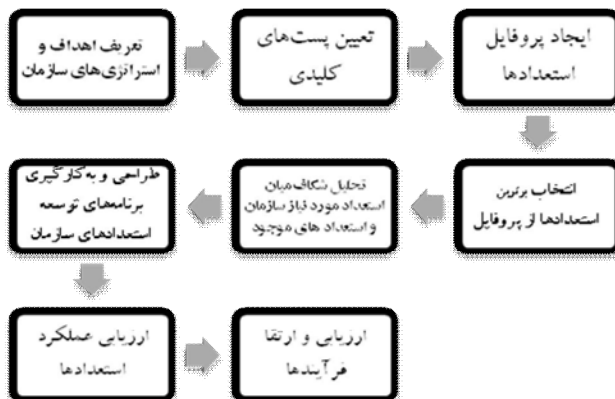 تعریف اهداف و
استراتژی‌های سازمان
تعیین پست‌های
کلیدی
ایجاد پروفایل
استعدادها
انتخاب برترین
استعدادها از پروفایل
تحلیل شکاف میان
استعداد مورد نیاز سازمان
و استعداد های موجود
طراحی و به‌کارگیری
برنامه‌های توسعه
استعدادهای سازمان
ارزیابی عملکرد
استعدادها
ارزیابی و ارتقا
فرآیندها